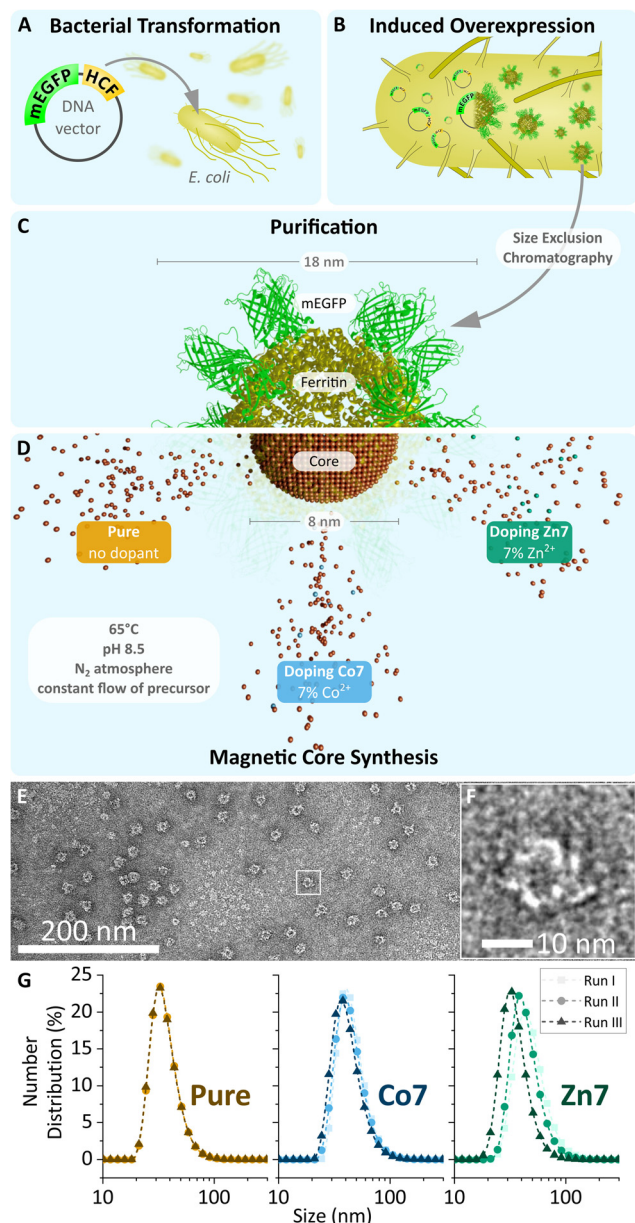 A Bacterial Transformation
mEGFP HCF
DNA
vector
E. coli
B Induced Overexpression
mEGFP
C
Purification
Size Exclusion
Chromatography
18 nm
mEGFP
Ferritin
D
Core
8 nm
Pure
no dopant
Doping Zn7
7% Zn²⁺
65°C
pH 8.5
N₂ atmosphere
constant flow of precursor
Doping Co7
7% Co²⁺
Magnetic Core Synthesis
E
200 nm
F
10 nm
G
Number
Distribution (%)
25
20
15
10
5
0
Pure
Co7
Zn7
Run I
Run II
Run III
10 100
10 100
10 100
Size (nm)